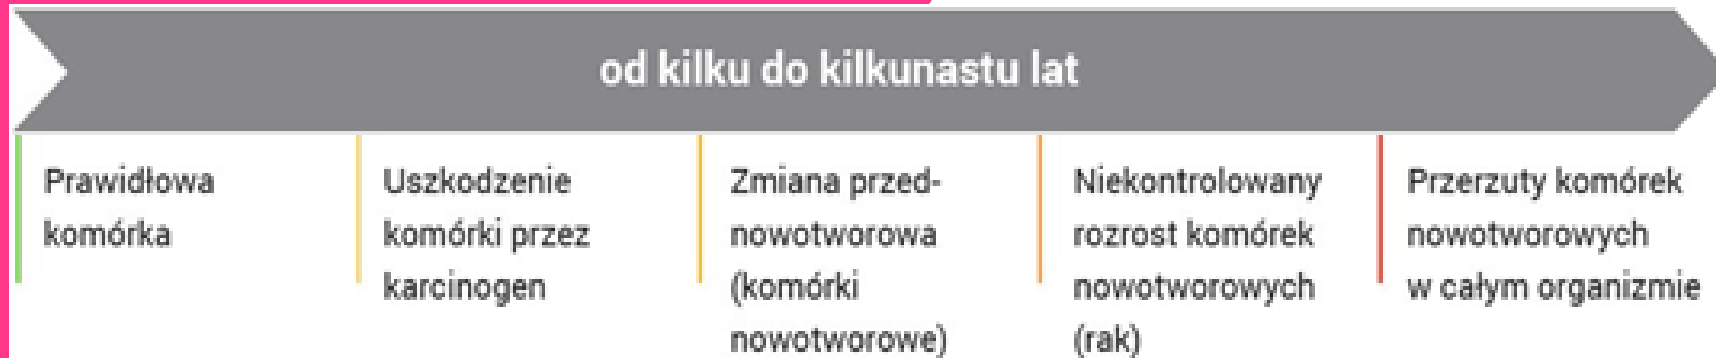 od kilku do kilkunastu lat
Prawidłowa
komórka
Uszkodzenie
komórki przez
karcinogen
Zmiana przed-
nowotworowa
(komórki
nowotworowe)
Niekontrolowany
rozrost komórek
nowotworowych
(rak)
Przerzuty komórek
nowotworowych
w całym organizmie